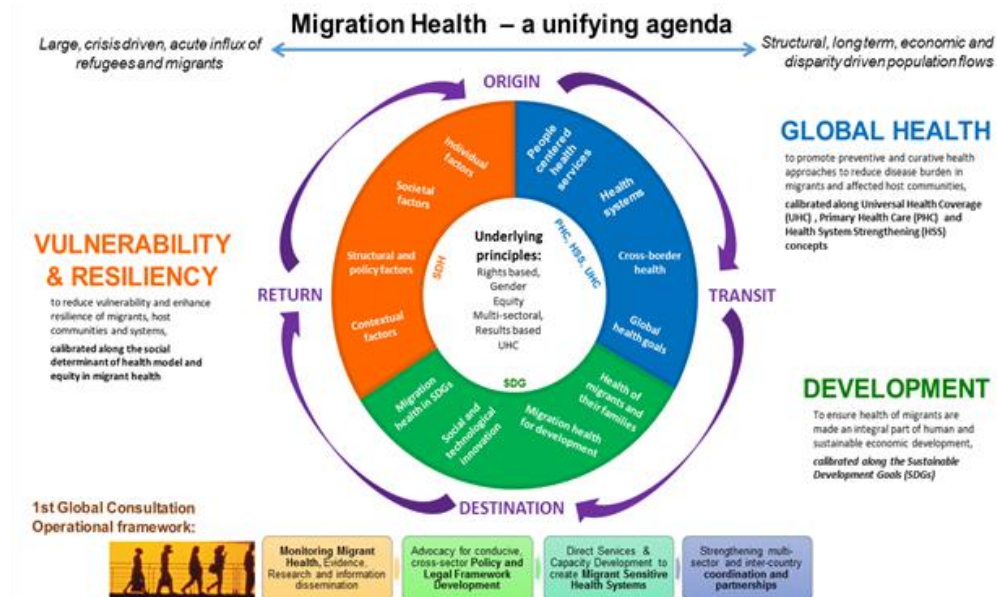 Migration Health – a unifying agenda
Large, crisis driven, acute influx of
refugees and migrants
Structural, long term, economic and
disparity driven population flows
ORIGIN
TRANSIT
DESTINATION
RETURN
Individual
factors
Societal
factors
Structural and
policy factors
Contextual
factors
SDH
People
centered
health
services
Health
systems
Cross-border
health
Global
health goals
PHC, HSS, UHC
Health of
migrants and
their families
Migration health
for development
Social and
technological
innovation
Migration
health in SDGs
SDG
Underlying
principles:
Rights based,
Gender
Equity
Multi-sectoral,
Results based
UHC
GLOBAL HEALTH
to promote preventive and curative health
approaches to reduce disease burden in
migrants and affected host communities,
calibrated along Universal Health Coverage
(UHC) , Primary Health Care (PHC) and
Health System Strengthening (HSS)
concepts
VULNERABILITY
& RESILIENCY
to reduce vulnerability and enhance
resilience of migrants, host
communities and systems,
calibrated along the social
determinant of health model and
equity in migrant health
DEVELOPMENT
To ensure health of migrants are
made an integral part of human and
sustainable economic development,
calibrated along the Sustainable
Development Goals (SDGs)
1st Global Consultation
Operational framework:
Monitoring Migrant
Health, Evidence,
Research and information
dissemination
Advocacy for conducive,
cross-sector Policy and
Legal Framework
Development
Direct Services &
Capacity Development to
create Migrant Sensitive
Health Systems
Strengthening multi-
sector and inter-country
coordination and
partnerships